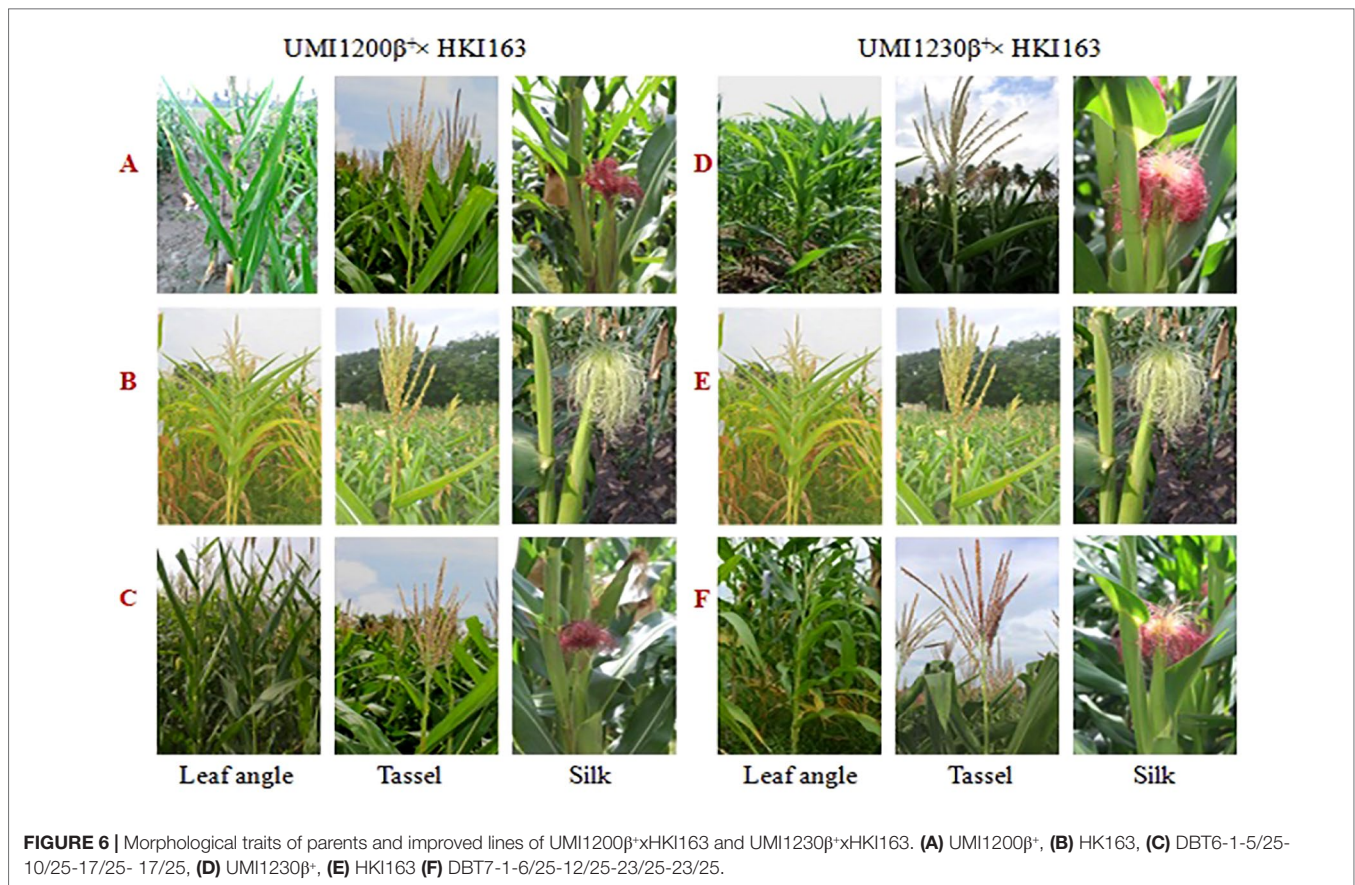 UMI1200β⁺× HKI163
UMI1230β⁺× HKI163
A
D
B
E
C
F
Leaf angle
Tassel
Silk
Leaf angle
Tassel
Silk
FIGURE 6 | Morphological traits of parents and improved lines of UMI1200β⁺xHKI163 and UMI1230β⁺xHKI163. (A) UMI1200β⁺, (B) HK163, (C) DBT6-1-5/25-
10/25-17/25- 17/25, (D) UMI1230β⁺, (E) HKI163 (F) DBT7-1-6/25-12/25-23/25-23/25.